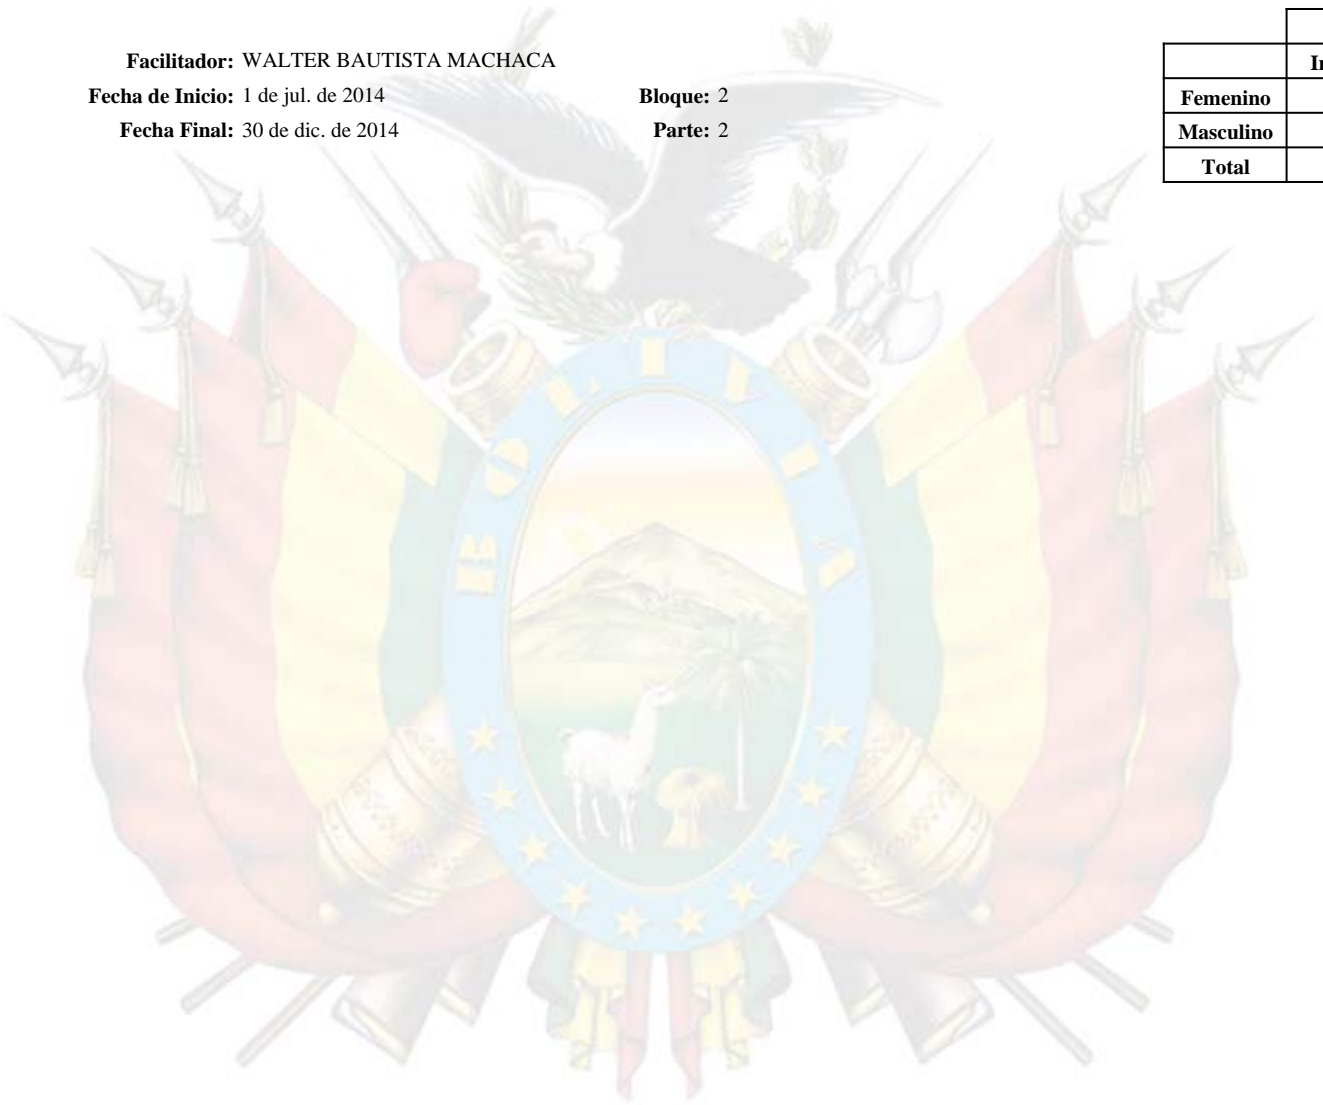 Facilitador: WALTER BAUTISTA MACHACA
Fecha de Inicio: 1 de jul. de 2014 Bloque: 2
Fecha Final: 30 de dic. de 2014 Parte: 2
Femenino
Masculino
Total
BOLIVIA